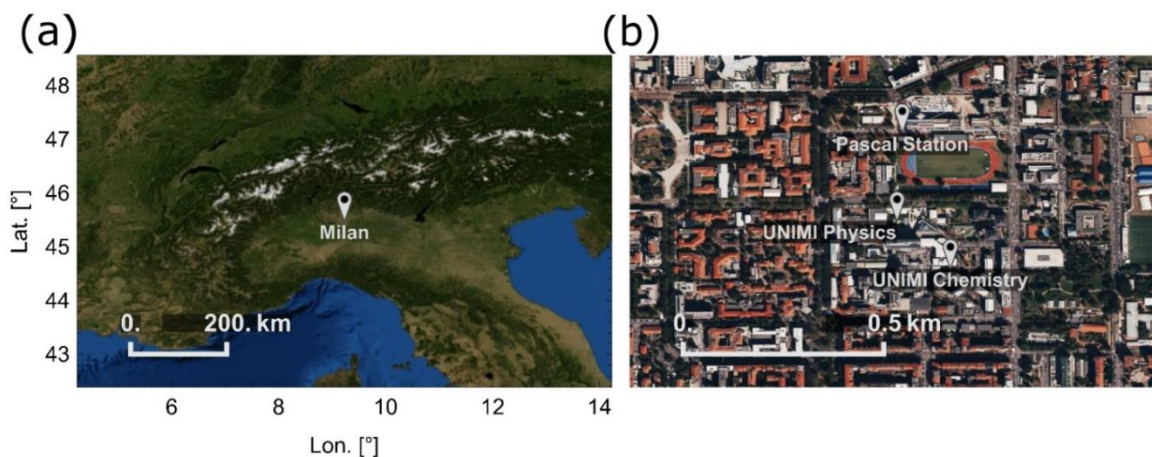 (a)
48
47
46
45
44
43
Lat. [°]
Milan
0. 200. km
6 8 10 12 14
Lon. [°]
(b)
Pascal Station
UNIMI Physics
UNIMI Chemistry
0. 0.5 km